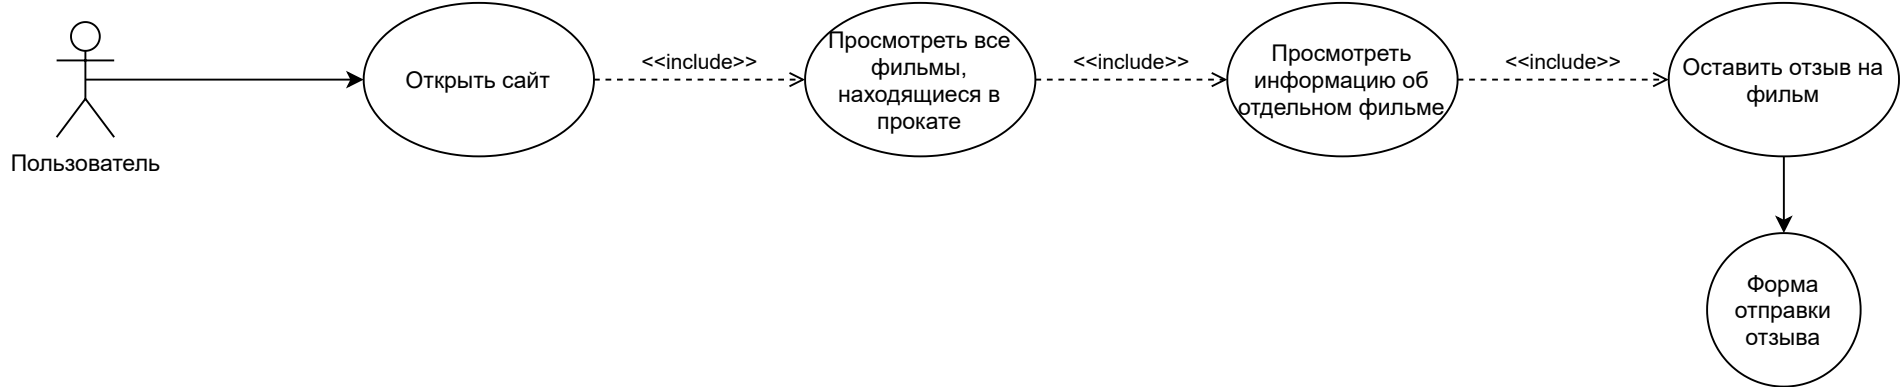 Пользователь
Открыть сайт
<<include>>
Просмотреть все
фильмы,
находящиеся в
прокате
<<include>>
Просмотреть
информацию об
отдельном фильме
<<include>>
Оставить отзыв на
фильм
Форма
отправки
отзыва